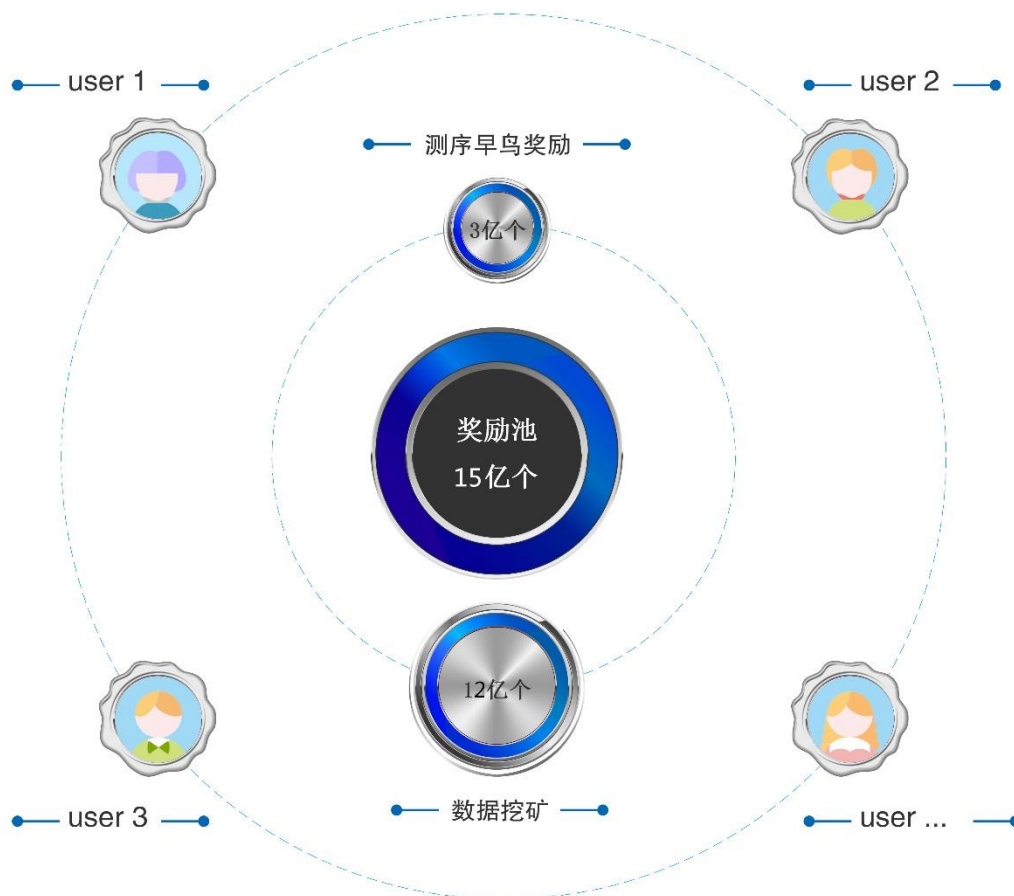 user 1
user 2
测序早鸟奖励
3亿个
奖励池
15亿个
12亿个
数据挖矿
user 3
user ...